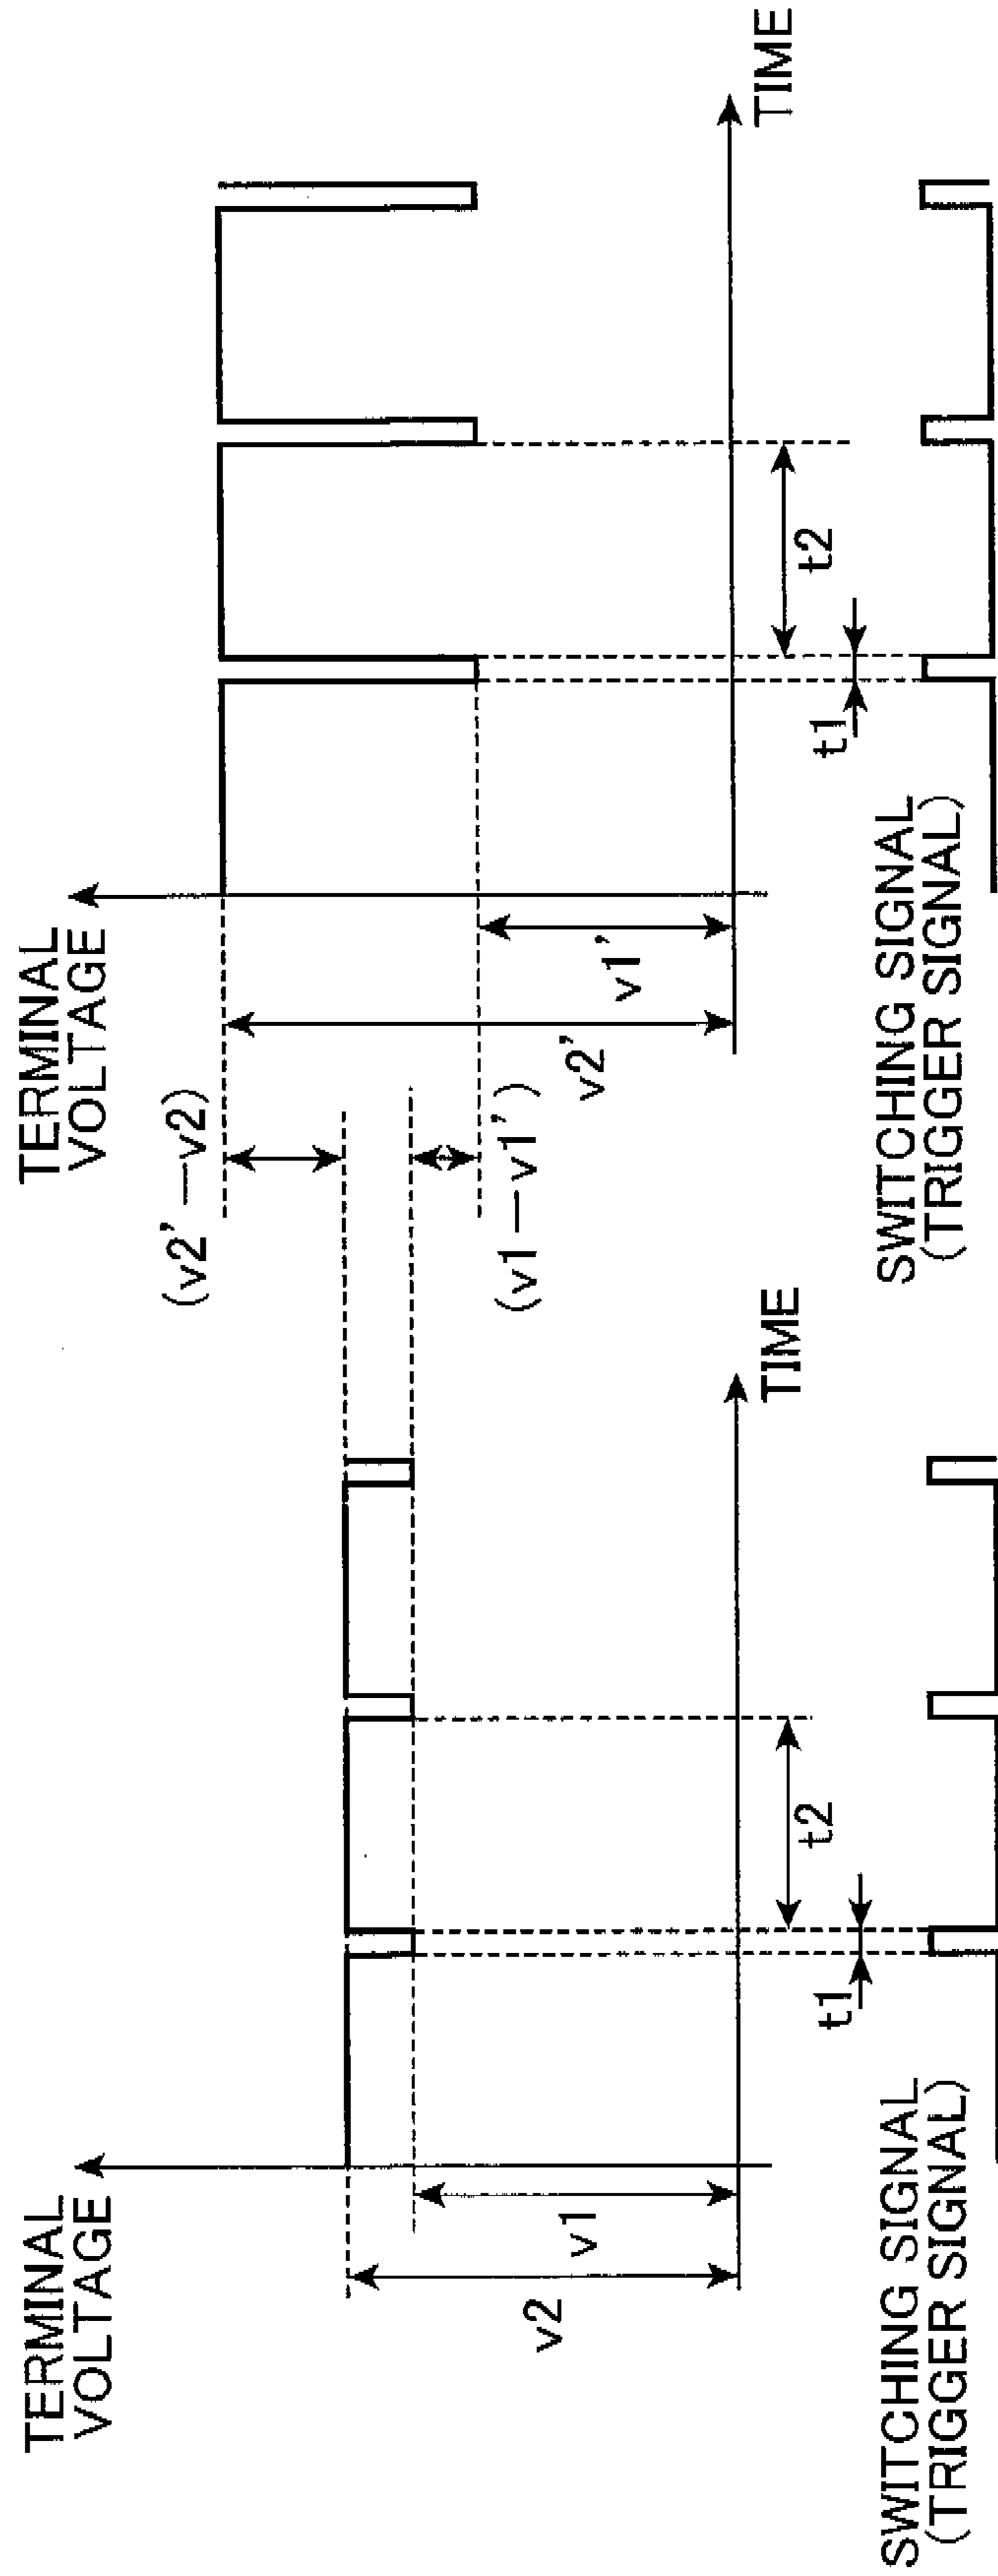 TERMINAL
VOLTAGE
v2
v1
TIME
t1
t2
SWITCHING SIGNAL
(TRIGGER SIGNAL)
TERMINAL
VOLTAGE
(v2'—v2)
(v1—v1')
v2'
v1'
TIME
t1
t2
SWITCHING SIGNAL
(TRIGGER SIGNAL)